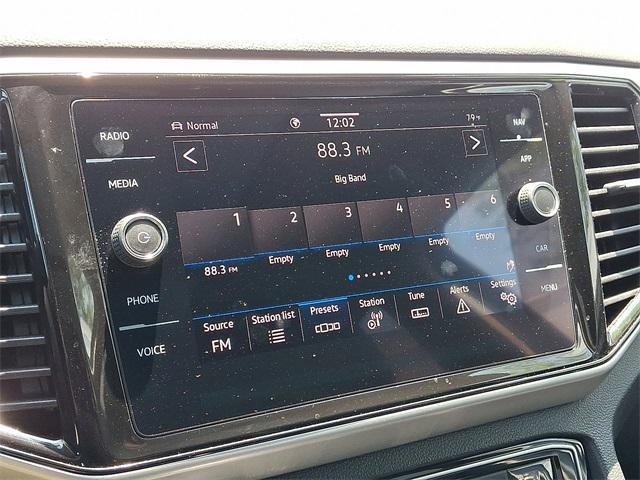 RADIO
MEDIA
PHONE
VOICE
Normal
12:02
79°F
88.3 FM
Big Band
1 2 3 4 5 6
88.3 FM Empty Empty Empty Empty Empty
Source Station list Presets Station Tune Alerts Settings
FM
NAV
APP
CAR
MENU